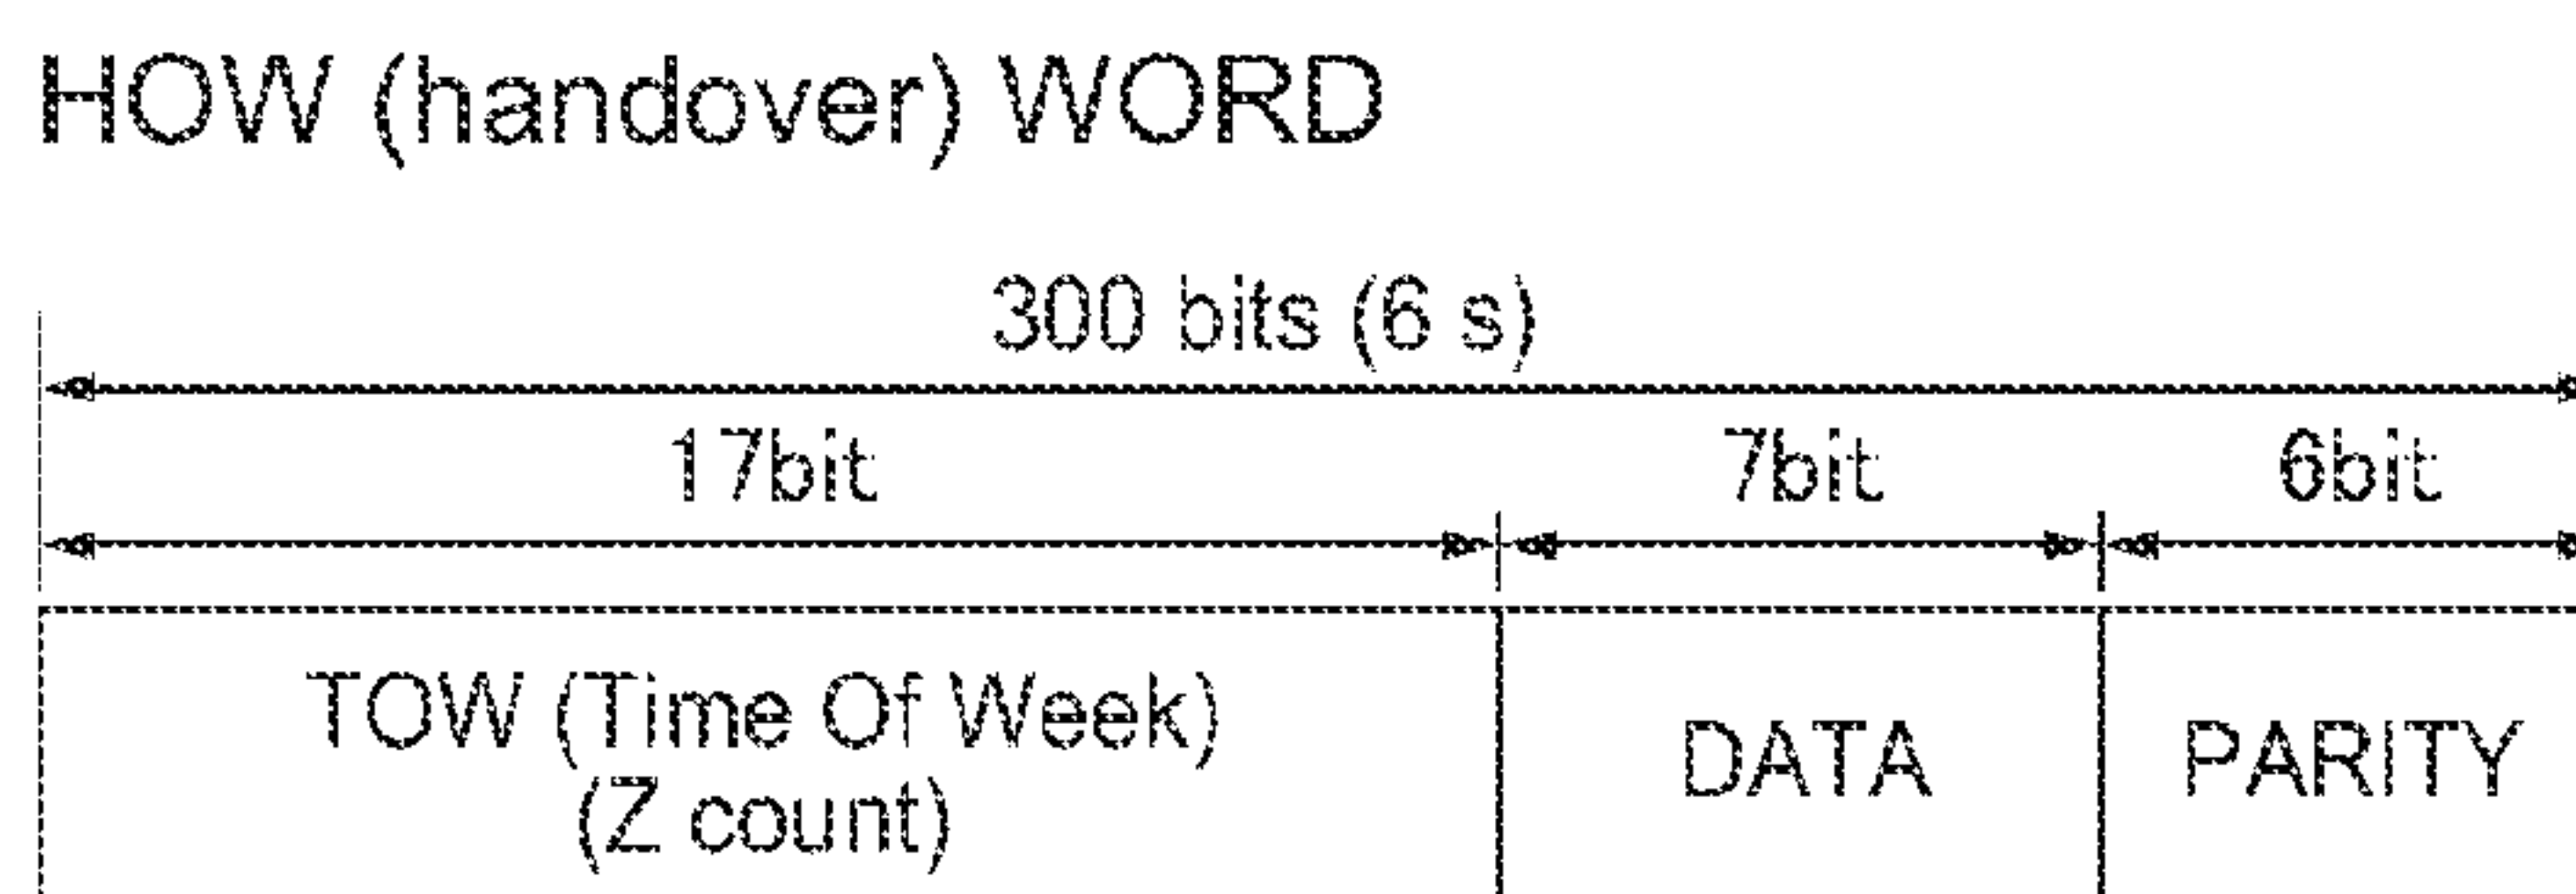 HOW (handover) WORD
300 bits (6 s)
17bit 7bit 6bit
TOW (Time Of Week)
(Z count)
DATA
PARITY